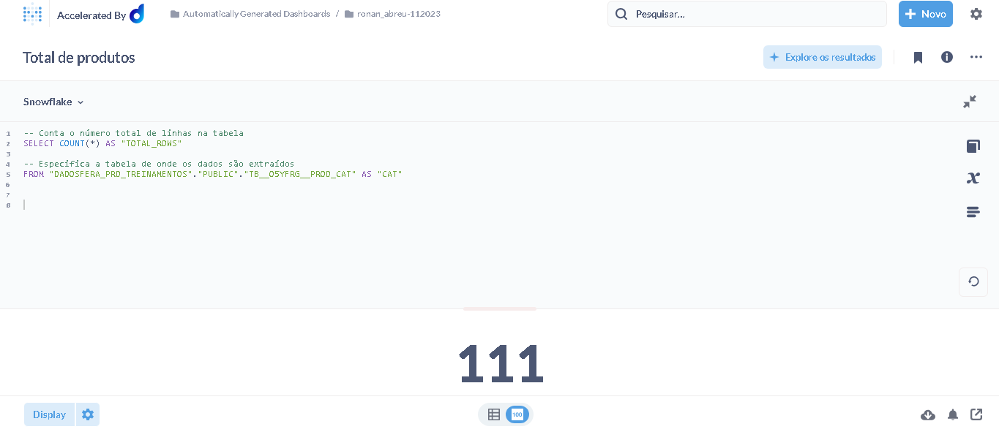 Accelerated By
Automatically Generated Dashboards / ronan_abreu-112023
Pesquisar...
+ Novo
Total de produtos
Explore os resultados
Snowflake
1 -- Conta o número total de linhas na tabela
2 SELECT COUNT(*) AS "TOTAL_ROWS"
3
4 -- Especifica a tabela de onde os dados são extraídos
5 FROM "DADOSFERA_PRD_TREINAMENTOS"."PUBLIC"."TB__O5YFRG__PROD_CAT" AS "CAT"
6
7
8
111
Display
100